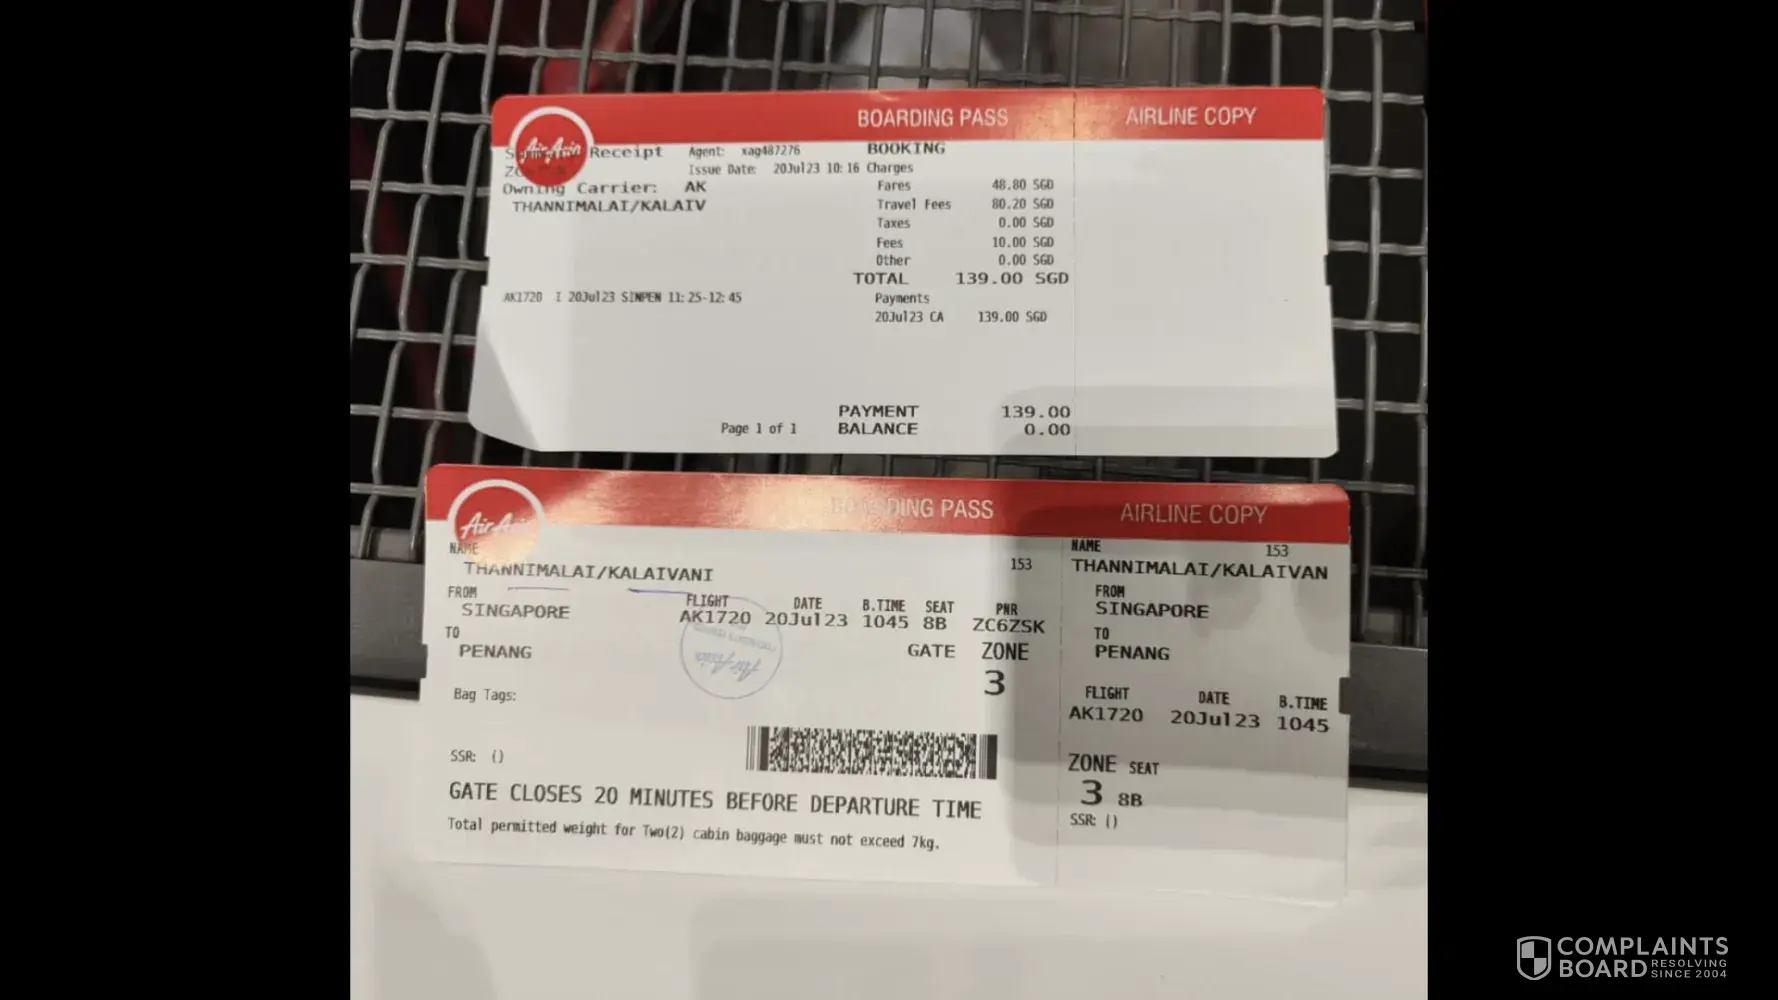 BOARDING PASS AIRLINE COPY
AirAsia
Summary Receipt Agent: xag487276 BOOKING
Issue Date: 20Jul23 10:16 Charges
Owning Carrier: AK Fares 48.80 SGD
THANNIMALAI/KALAIV Travel Fees 80.20 SGD
Taxes 0.00 SGD
Fees 10.00 SGD
Other 0.00 SGD
TOTAL 139.00 SGD
AK1720 I 20Jul23 SINPEN 11:25-12:45 Payments
20Jul23 CA 139.00 SGD
PAYMENT 139.00
Page 1 of 1 BALANCE 0.00
BOARDING PASS AIRLINE COPY
AirAsia
NAME 153 NAME 153
THANNIMALAI/KALAIVANI THANNIMALAI/KALAIVAN
FROM FLIGHT DATE B.TIME SEAT PNR FROM
SINGAPORE AK1720 20Jul23 1045 8B ZC6ZSK SINGAPORE
TO GATE ZONE TO
PENANG 3 PENANG
AirAsia
Bag Tags: FLIGHT DATE B.TIME
AK1720 20Jul23 1045
SSR: () ZONE SEAT
3 8B
GATE CLOSES 20 MINUTES BEFORE DEPARTURE TIME SSR: ()
Total permitted weight for Two(2) cabin baggage must not exceed 7kg.
COMPLAINTS
BOARD RESOLVING
SINCE 2004